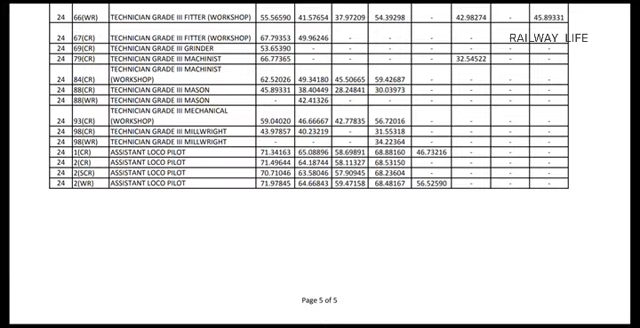 24 66(WR) TECHNICIAN GRADE III FITTER (WORKSHOP) 55.56590 41.57654 37.97209 54.39298 - 42.98274 - 45.89331
24 67(CR) TECHNICIAN GRADE III FITTER (WORKSHOP) 67.79353 49.96246 - - - - - -
RAILWAY_LIFE
24 69(CR) TECHNICIAN GRADE III GRINDER 53.65390 - - - - - - -
24 79(CR) TECHNICIAN GRADE III MACHINIST 66.77365 - - - - 32.54522 - -
TECHNICIAN GRADE III MACHINIST
24 84(CR) (WORKSHOP) 62.52026 49.34180 45.50665 59.42687 - - - -
24 88(CR) TECHNICIAN GRADE III MASON 45.89331 38.40449 28.24841 30.03973 - - - -
24 88(WR) TECHNICIAN GRADE III MASON - 42.41326 - - - - - -
TECHNICIAN GRADE III MECHANICAL
24 93(CR) (WORKSHOP) 59.04020 46.66667 42.77835 56.72016 - - - -
24 98(CR) TECHNICIAN GRADE III MILLWRIGHT 43.97857 40.23219 - 31.55318 - - - -
24 98(WR) TECHNICIAN GRADE III MILLWRIGHT - - - 34.22364 - - - -
24 1(CR) ASSISTANT LOCO PILOT 71.34163 65.08896 58.69891 68.88160 46.73216 - - -
24 2(CR) ASSISTANT LOCO PILOT 71.49644 64.18744 58.11327 68.53150 - - - -
24 2(SCR) ASSISTANT LOCO PILOT 70.71046 63.58046 57.90945 68.23604 - - - -
24 2(WR) ASSISTANT LOCO PILOT 71.97845 64.66843 59.47158 68.48167 56.52590 - - -
Page 5 of 5